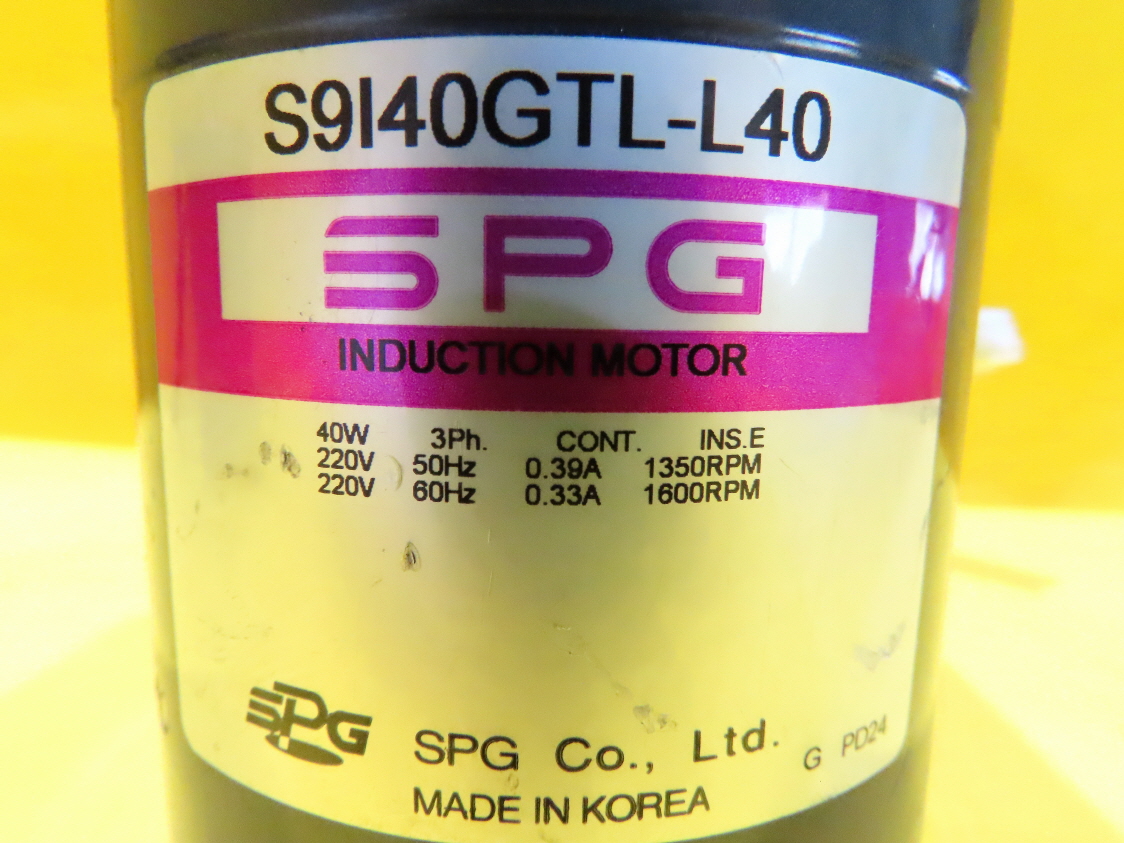 S9I40GTL-L40
SPG
INDUCTION MOTOR
40W 3Ph. CONT. INS.E
220V 50Hz 0.39A 1350RPM
220V 60Hz 0.33A 1600RPM
SPG SPG Co., Ltd. G PD24
MADE IN KOREA